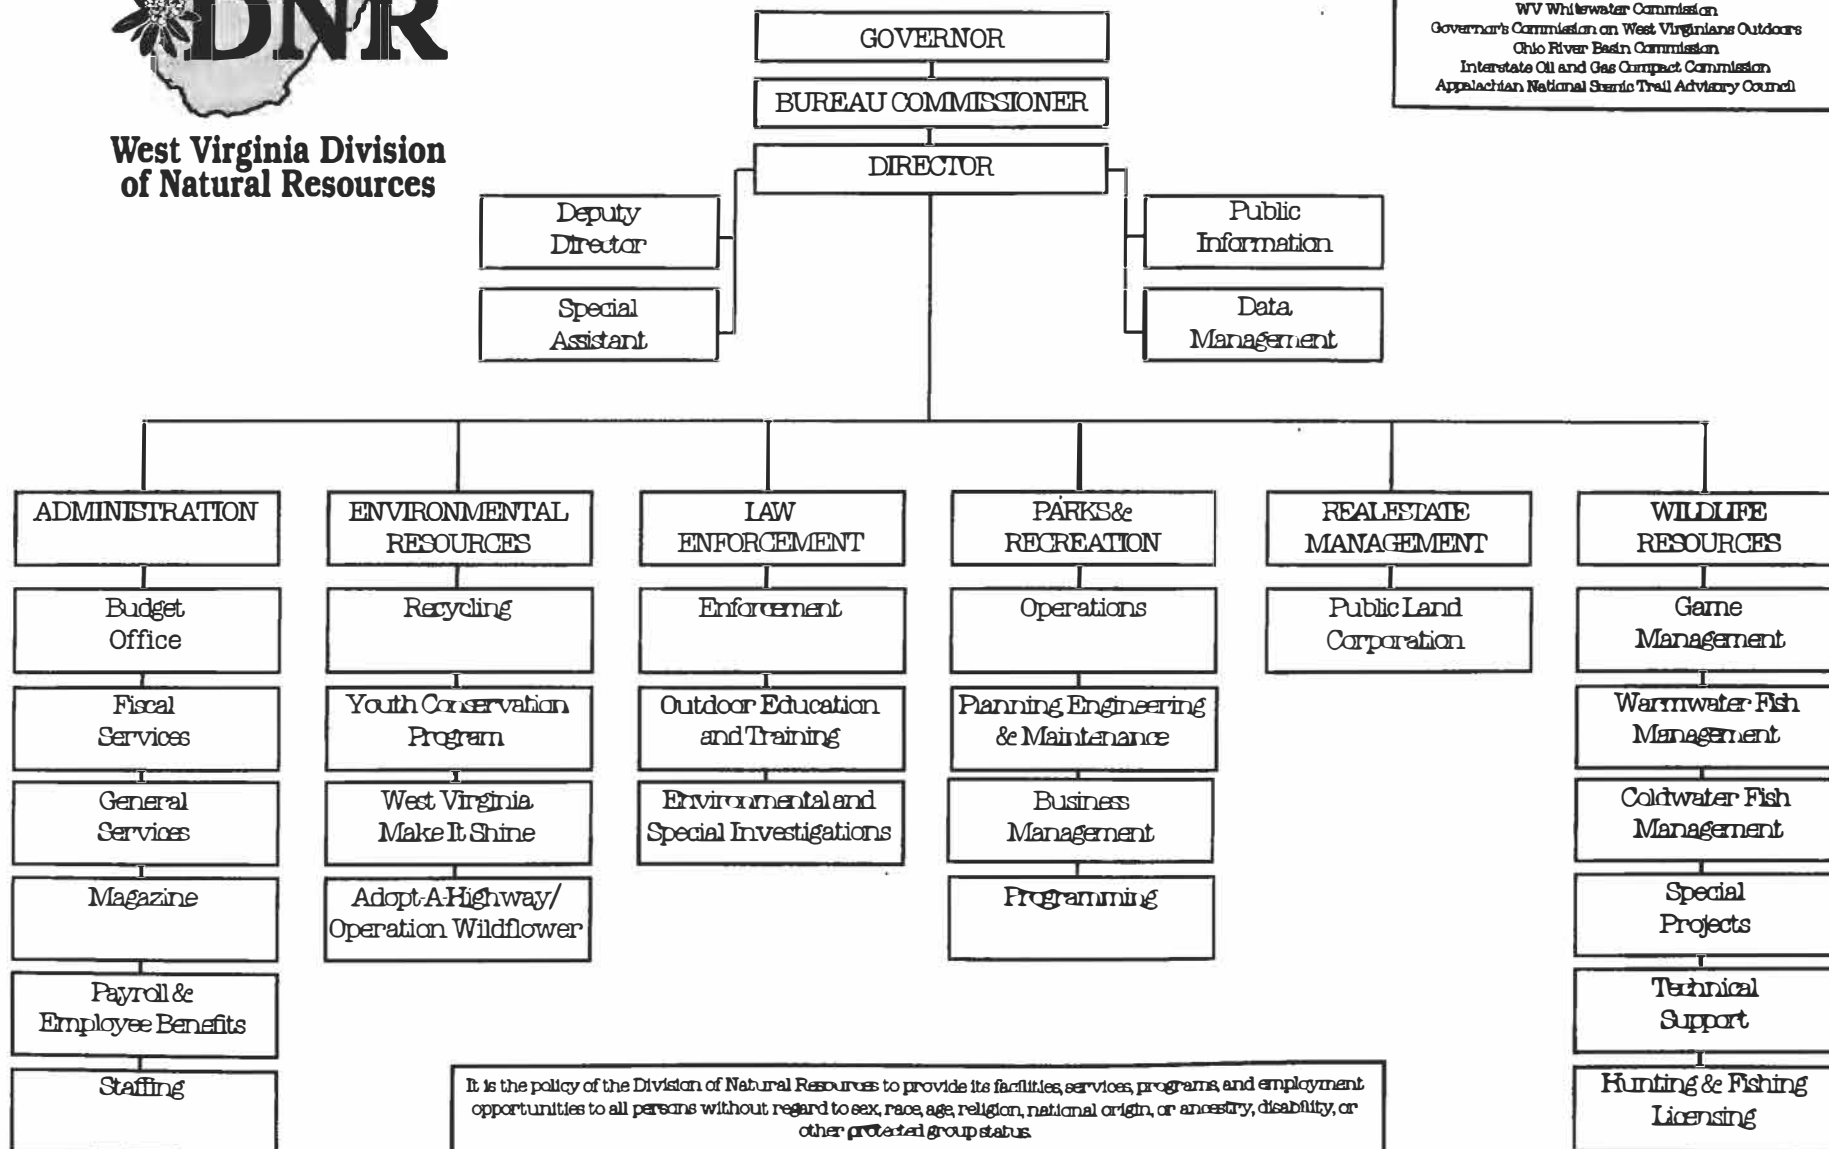 DNR
West Virginia Division
of Natural Resources
WV Whitewater Commission
Governor's Commission on West Virginians Outdoors
Ohio River Basin Commission
Interstate Oil and Gas Compact Commission
Appalachian National Scenic Trail Advisory Council
GOVERNOR
BUREAU COMMISSIONER
DIRECTOR
Deputy
Director
Special
Assistant
Public
Information
Data
Management
ADMINISTRATION
Budget
Office
Fiscal
Services
General
Services
Magazine
Payroll &
Employee Benefits
Staffing
ENVIRONMENTAL
RESOURCES
Recycling
Youth Conservation
Program
West Virginia
Make It Shine
Adopt-A-Highway/
Operation Wildflower
LAW
ENFORCEMENT
Enforcement
Outdoor Education
and Training
Environmental and
Special Investigations
PARKS &
RECREATION
Operations
Planning, Engineering
& Maintenance
Business
Management
Programming
REAL ESTATE
MANAGEMENT
Public Land
Corporation
WILDLIFE
RESOURCES
Game
Management
Warmwater Fish
Management
Coldwater Fish
Management
Special
Projects
Technical
Support
Hunting & Fishing
Licensing
It is the policy of the Division of Natural Resources to provide its facilities, services, programs, and employment
opportunities to all persons without regard to sex, race, age, religion, national origin, or ancestry, disability, or
other protected group status.